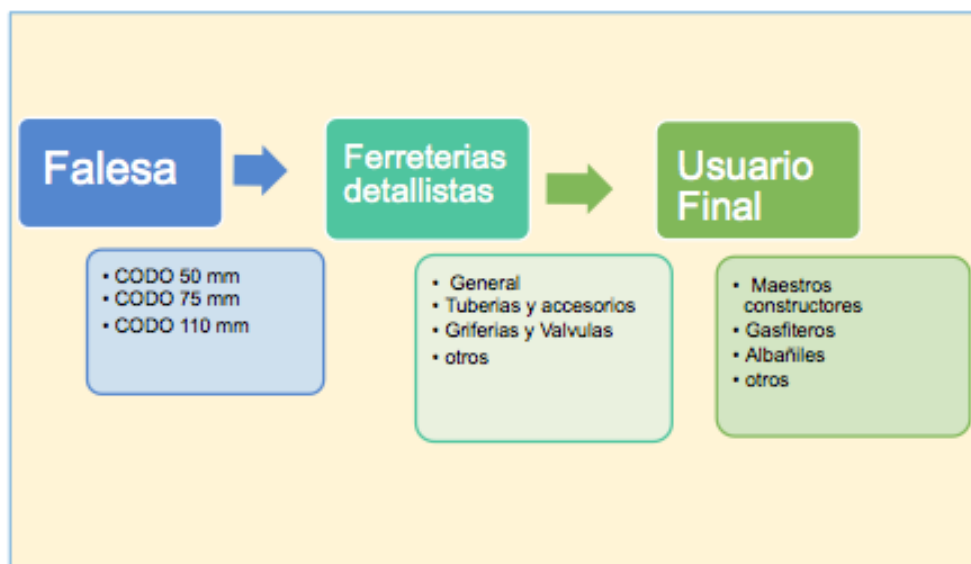 Falesa
Ferreterias
detallistas
Usuario
Final
• CODO 50 mm
• CODO 75 mm
• CODO 110 mm
• General
• Tuberias y accesorios
• Griferias y Valvulas
• otros
• Maestros
constructores
• Gasfiteros
• Albañiles
• otros